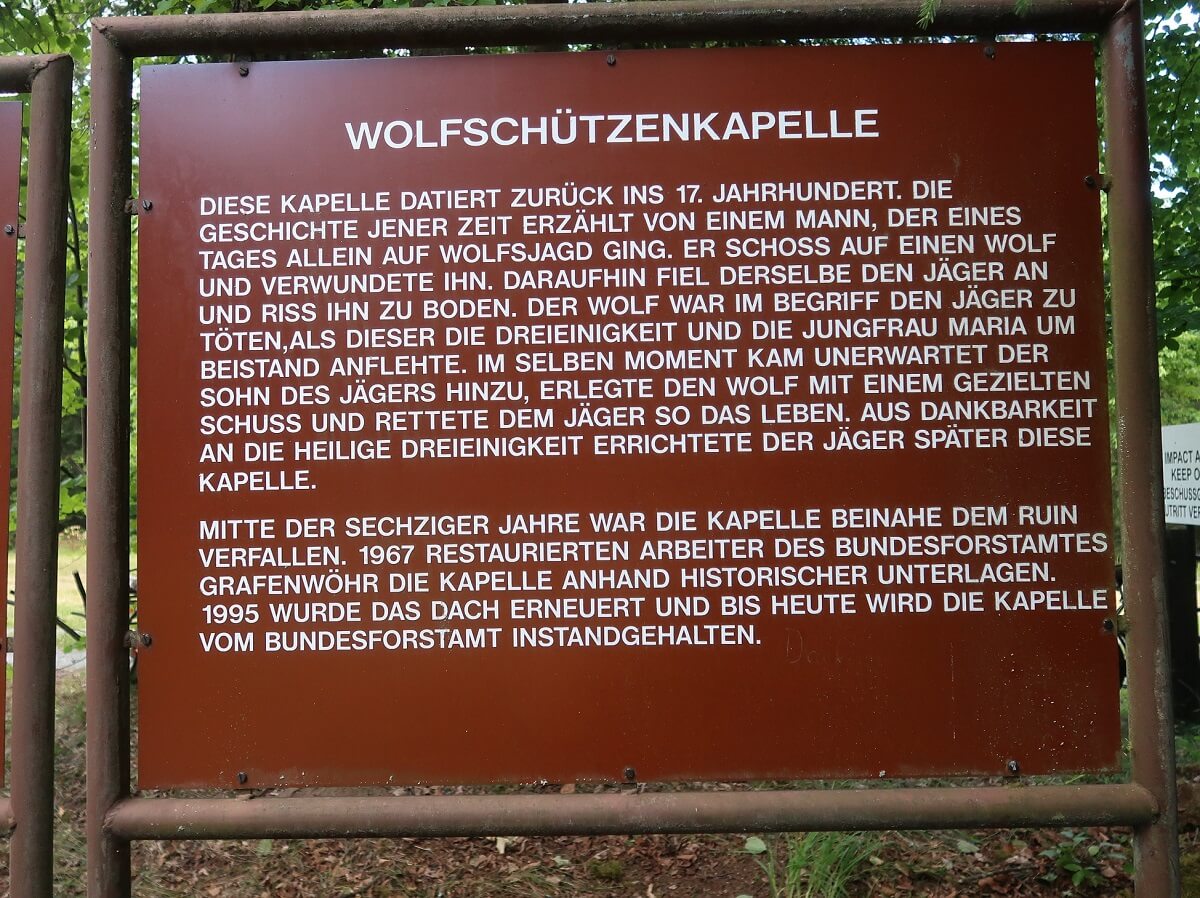 WOLFSCHÜTZENKAPELLE
DIESE KAPELLE DATIERT ZURÜCK INS 17. JAHRHUNDERT. DIE
GESCHICHTE JENER ZEIT ERZÄHLT VON EINEM MANN, DER EINES
TAGES ALLEIN AUF WOLFSJAGD GING. ER SCHOSS AUF EINEN WOLF
UND VERWUNDETE IHN. DARAUFHIN FIEL DERSELBE DEN JÄGER AN
UND RISS IHN ZU BODEN. DER WOLF WAR IM BEGRIFF DEN JÄGER ZU
TÖTEN,ALS DIESER DIE DREIEINIGKEIT UND DIE JUNGFRAU MARIA UM
BEISTAND ANFLEHTE. IM SELBEN MOMENT KAM UNERWARTET DER
SOHN DES JÄGERS HINZU, ERLEGTE DEN WOLF MIT EINEM GEZIELTEN
SCHUSS UND RETTETE DEM JÄGER SO DAS LEBEN. AUS DANKBARKEIT
AN DIE HEILIGE DREIEINIGKEIT ERRICHTETE DER JÄGER SPÄTER DIESE
KAPELLE.
MITTE DER SECHZIGER JAHRE WAR DIE KAPELLE BEINAHE DEM RUIN
VERFALLEN. 1967 RESTAURIERTEN ARBEITER DES BUNDESFORSTAMTES
GRAFENWÖHR DIE KAPELLE ANHAND HISTORISCHER UNTERLAGEN.
1995 WURDE DAS DACH ERNEUERT UND BIS HEUTE WIRD DIE KAPELLE
VOM BUNDESFORSTAMT INSTANDGEHALTEN.
IMPACT
KEEP